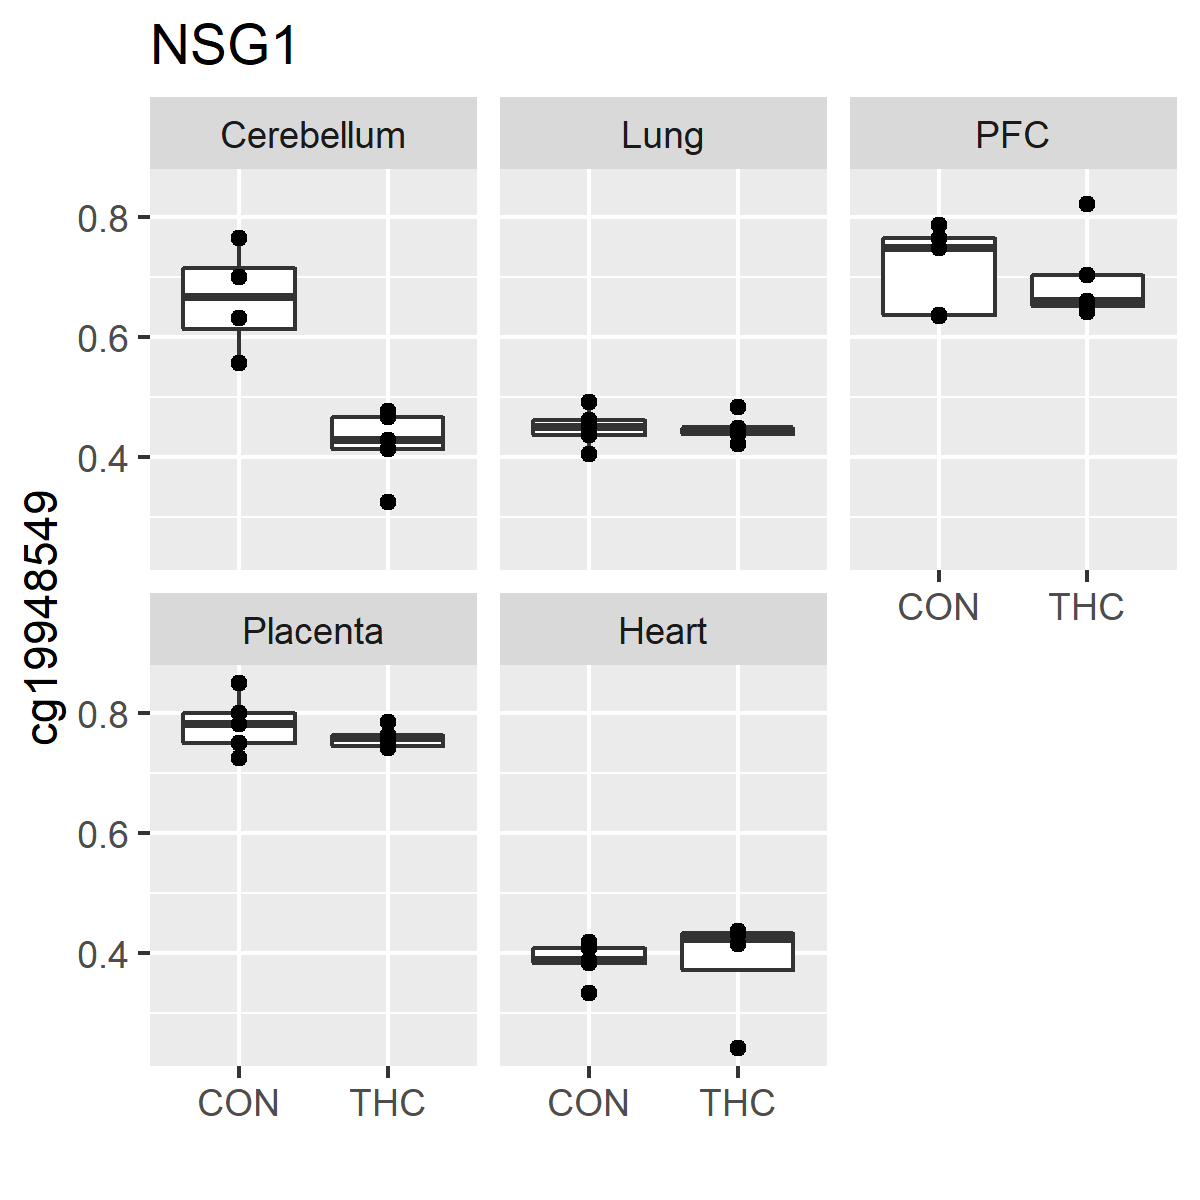 NSG1
Cerebellum
Lung
PFC
0.8
0.6
0.4
CON
THC
cg19948549
Placenta
Heart
0.8
0.6
0.4
CON
THC
CON
THC